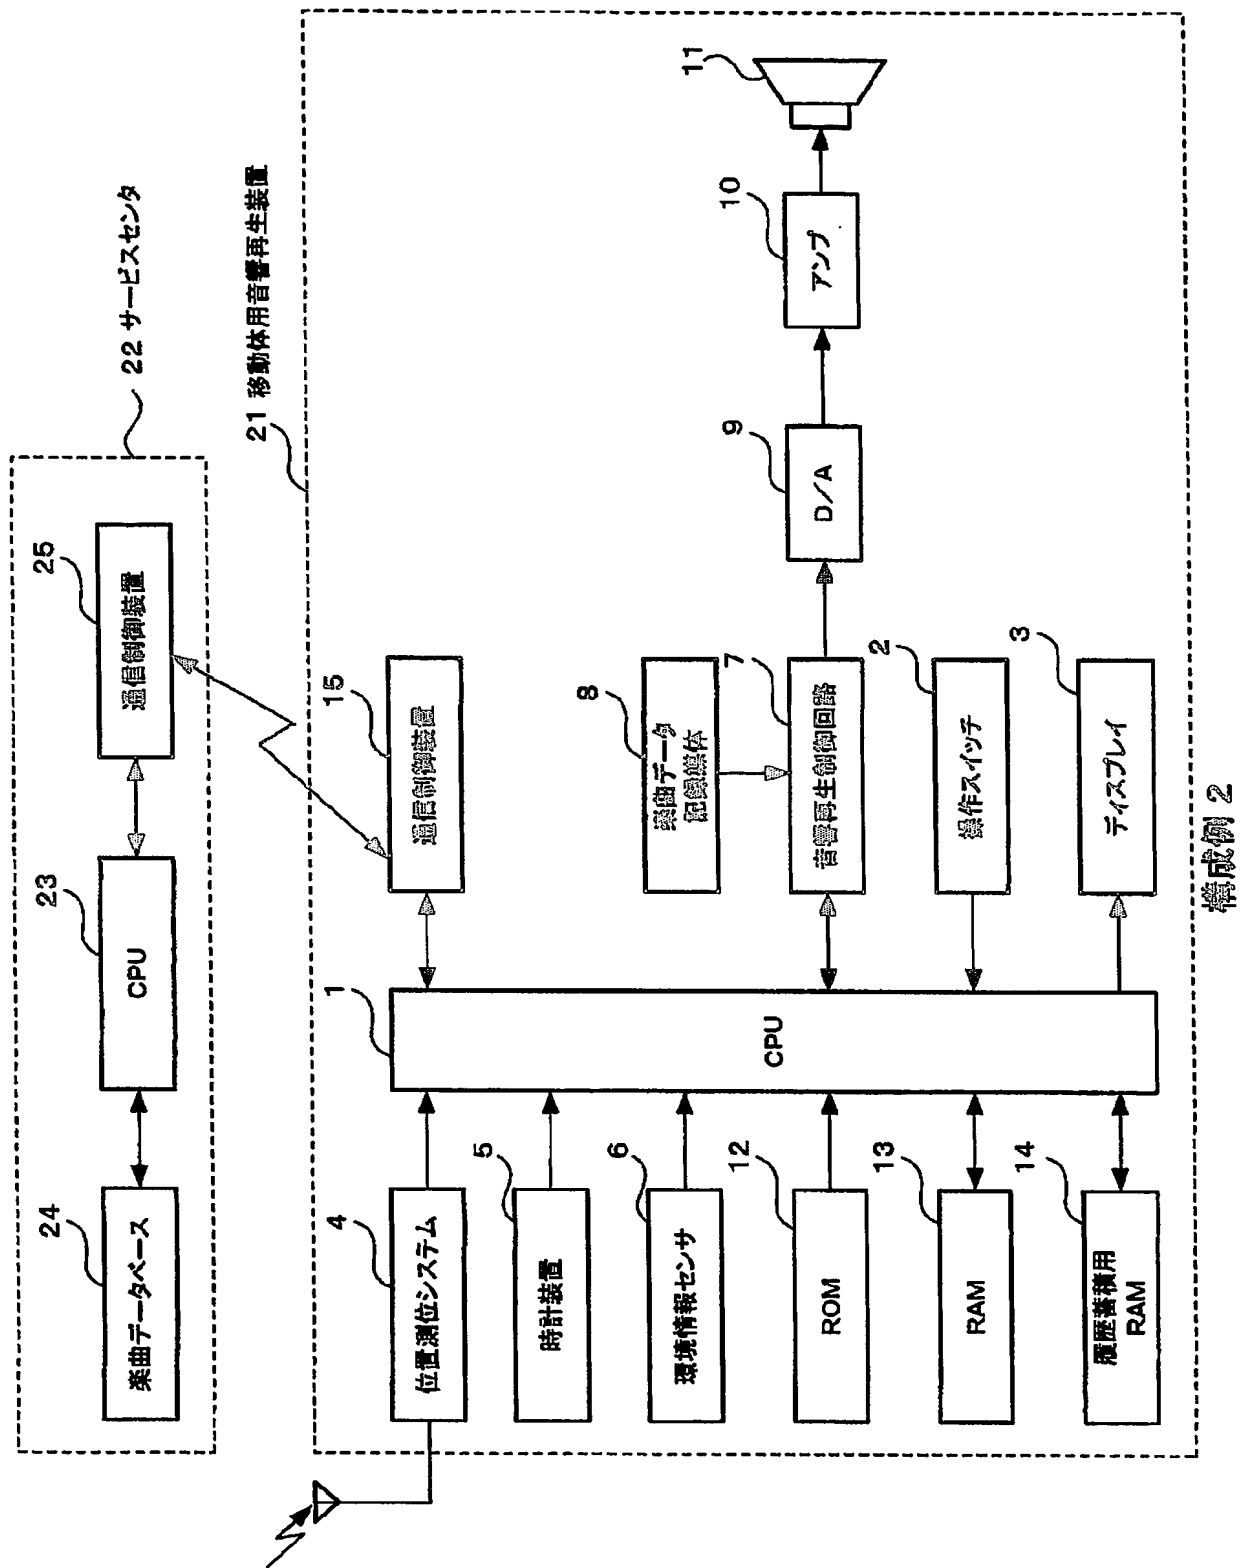 22 サービスセンタ
24
楽曲データベース
23
CPU
25
通信制御装置
21 移動体用音響再生装置
4
位置測位システム
5
時計装置
6
環境情報センサ
12
ROM
13
RAM
14
履歴蓄積用
RAM
1
CPU
15
通信制御装置
8
楽曲データ
記録媒体
7
音響再生制御回路
2
操作スイッチ
3
ディスプレイ
9
D/A
10
アンプ
11
構成例 2